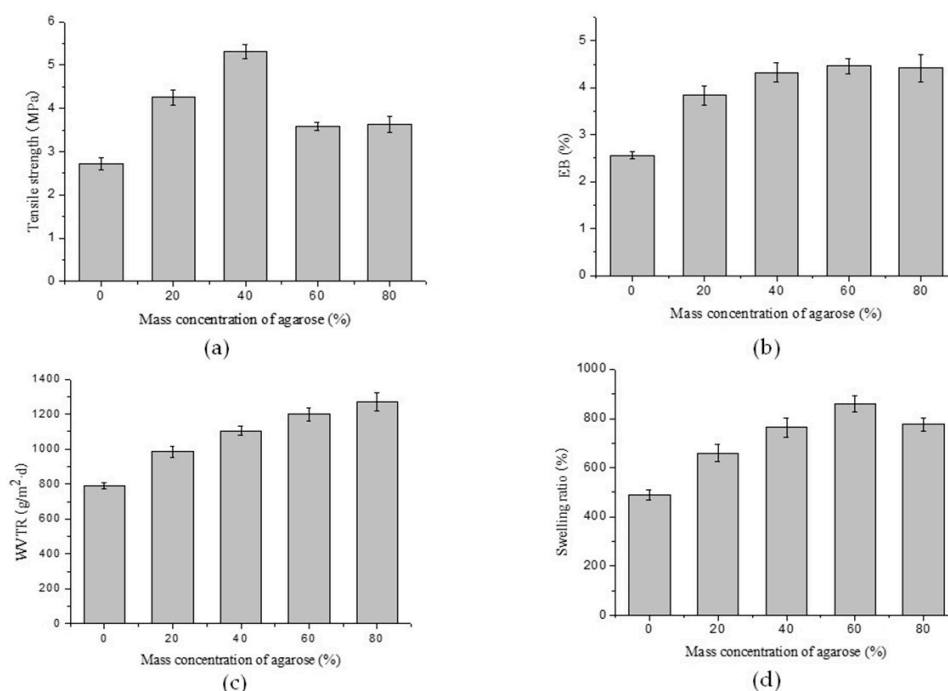 6
5
4
3
2
1
0
Tensile strength (MPa)
0 20 40 60 80
Mass concentration of agarose (%)
(a)
5
4
3
2
1
0
EB (%)
0 20 40 60 80
Mass concentration of agarose (%)
(b)
1400
1200
1000
800
600
400
200
0
WVTR (g/m²·d)
0 20 40 60 80
Mass concentration of agarose (%)
(c)
1000
800
600
400
200
0
Swelling ratio (%)
0 20 40 60 80
Mass concentration of agarose (%)
(d)